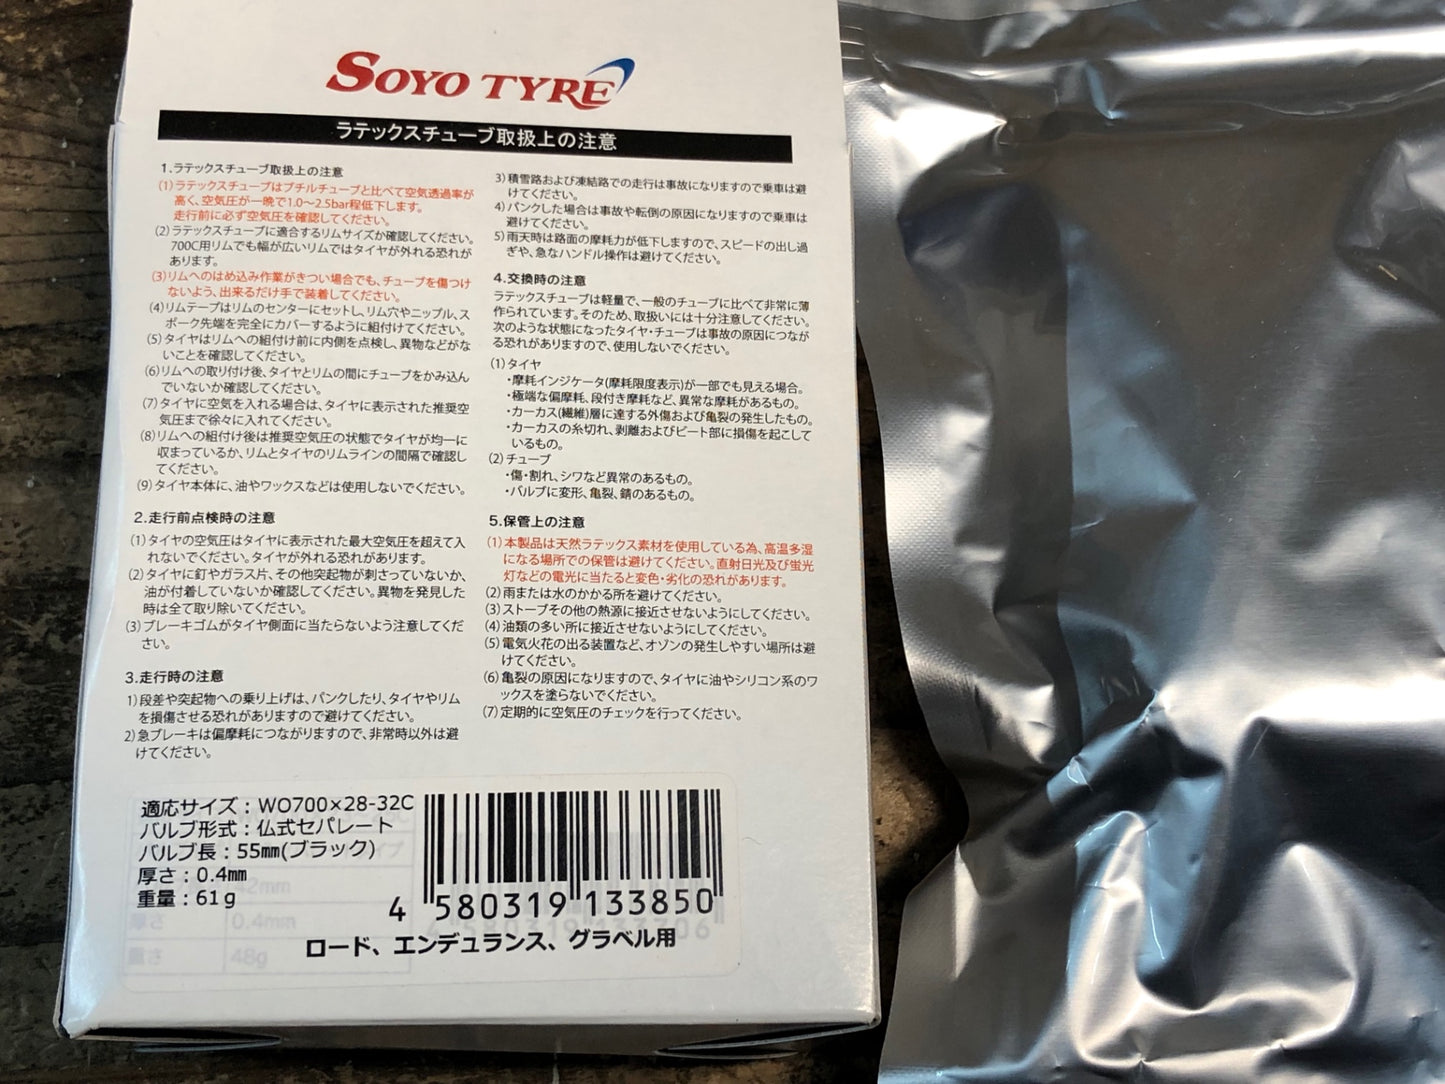 SOYO TYRE
ラテックスチューブ取扱上の注意
1.ラテックスチューブ取扱上の注意
(1)ラテックスチューブはブチルチューブと比べて空気透過率が
高く、空気圧が一晩で1.0〜2.5bar程低下します。
走行前に必ず空気圧を確認してください。
(2)ラテックスチューブに適合するリムサイズか確認してください。
700C用リムでも幅が広いリムではタイヤが外れる恐れが
あります。
(3)リムへのはめ込み作業がきつい場合でも、チューブを傷つけ
ないよう、出来るだけ手で装着してください。
(4)リムテープはリムのセンターにセットし、リム穴やニップル、ス
ポーク先端を完全にカバーするように組付けてください。
(5)タイヤはリムへの組付け前に内側を点検し、異物などがな
いことを確認してください。
(6)リムへの取り付け後、タイヤとリムの間にチューブをかみ込ん
でいないか確認してください。
(7)タイヤに空気を入れる場合は、タイヤに表示された推奨空
気圧まで徐々に入れてください。
(8)リムへの組付け後は推奨空気圧の状態でタイヤが均一に
収まっているか、リムとタイヤのリムラインの間隔で確認し
てください。
(9)タイヤ本体に、油やワックスなどは使用しないでください。
2.走行前点検時の注意
(1)タイヤの空気圧はタイヤに表示された最大空気圧を超えて入
れないでください。タイヤが外れる恐れがあります。
(2)タイヤに釘やガラス片、その他突起物が刺さっていないか、
油が付着していないか確認してください。異物を発見した
時は全て取り除いてください。
(3)ブレーキゴムがタイヤ側面に当たらないよう注意してくだ
さい。
3.走行時の注意
1)段差や突起物への乗り上げは、パンクしたり、タイヤやリム
を損傷させる恐れがありますので避けてください。
2)急ブレーキは偏摩耗につながりますので、非常時以外は避
けてください。
3)積雪路および凍結路での走行は事故になりますので乗車は避
けてください。
4)パンクした場合は事故や転倒の原因になりますので乗車は
避けてください。
5)雨天時は路面の摩耗力が低下しますので、スピードの出し過
ぎや、急なハンドル操作は避けてください。
4.交換時の注意
ラテックスチューブは軽量で、一般のチューブに比べて非常に薄
作られています。そのため、取扱いには十分注意してください。
次のような状態になったタイヤ・チューブは事故の原因につなが
る恐れがありますので、使用しないでください。
(1)タイヤ
・摩耗インジケータ(摩耗限度表示)が一部でも見える場合。
・極端な偏摩耗、段付き摩耗など、異常な摩耗があるもの。
・カーカス(繊維)層に達する外傷および亀裂の発生したもの。
・カーカスの糸切れ、剥離およびビート部に損傷を起こして
いるもの。
(2)チューブ
・傷・割れ、シワなど異常のあるもの。
・バルブに変形、亀裂、錆のあるもの。
5.保管上の注意
(1)本製品は天然ラテックス素材を使用している為、高温多湿
になる場所での保管は避けてください。直射日光及び蛍光
灯などの電光に当たると変色・劣化の恐れがあります。
(2)雨または水のかかる所を避けてください。
(3)ストーブその他の熱源に接近させないようにしてください。
(4)油類の多い所に接近させないようにしてください。
(5)電気火花の出る装置など、オゾンの発生しやすい場所は避
けてください。
(6)亀裂の原因になりますので、タイヤに油やシリコン系のワ
ックスを塗らないでください。
(7)定期的に空気圧のチェックを行ってください。
適応サイズ：WO700×28-32C
バルブ形式：仏式セパレート
バルブ長：55㎜(ブラック)
厚さ：0.4㎜
重量：61g
4 580319 133850
ロード、エンデュランス、グラベル用
42mm
厚さ 0.4mm
重さ 48g